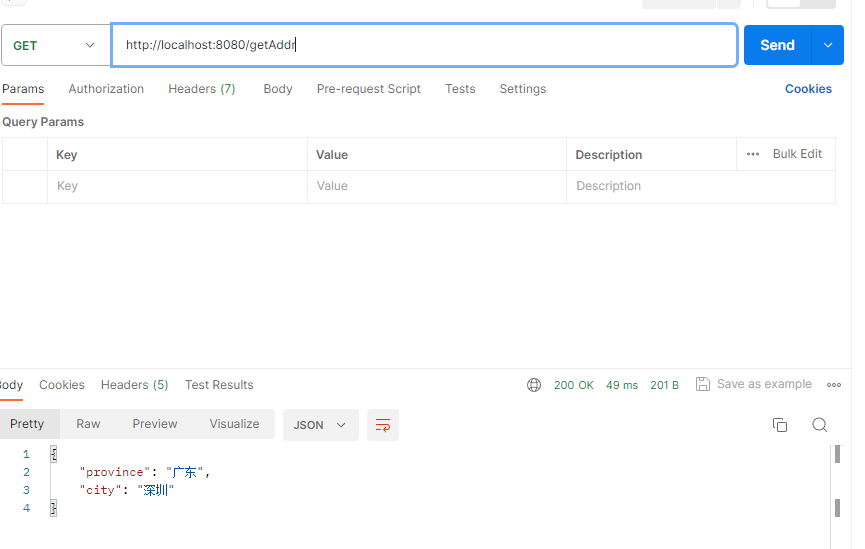 GET http://localhost:8080/getAddr Send
Params Authorization Headers (7) Body Pre-request Script Tests Settings Cookies
Query Params
Key Value Description ••• Bulk Edit
Key Value Description
Body Cookies Headers (5) Test Results 200 OK 49 ms 201 B Save as example
Pretty Raw Preview Visualize JSON
1 {
2 "province": "广东",
3 "city": "深圳"
4 }